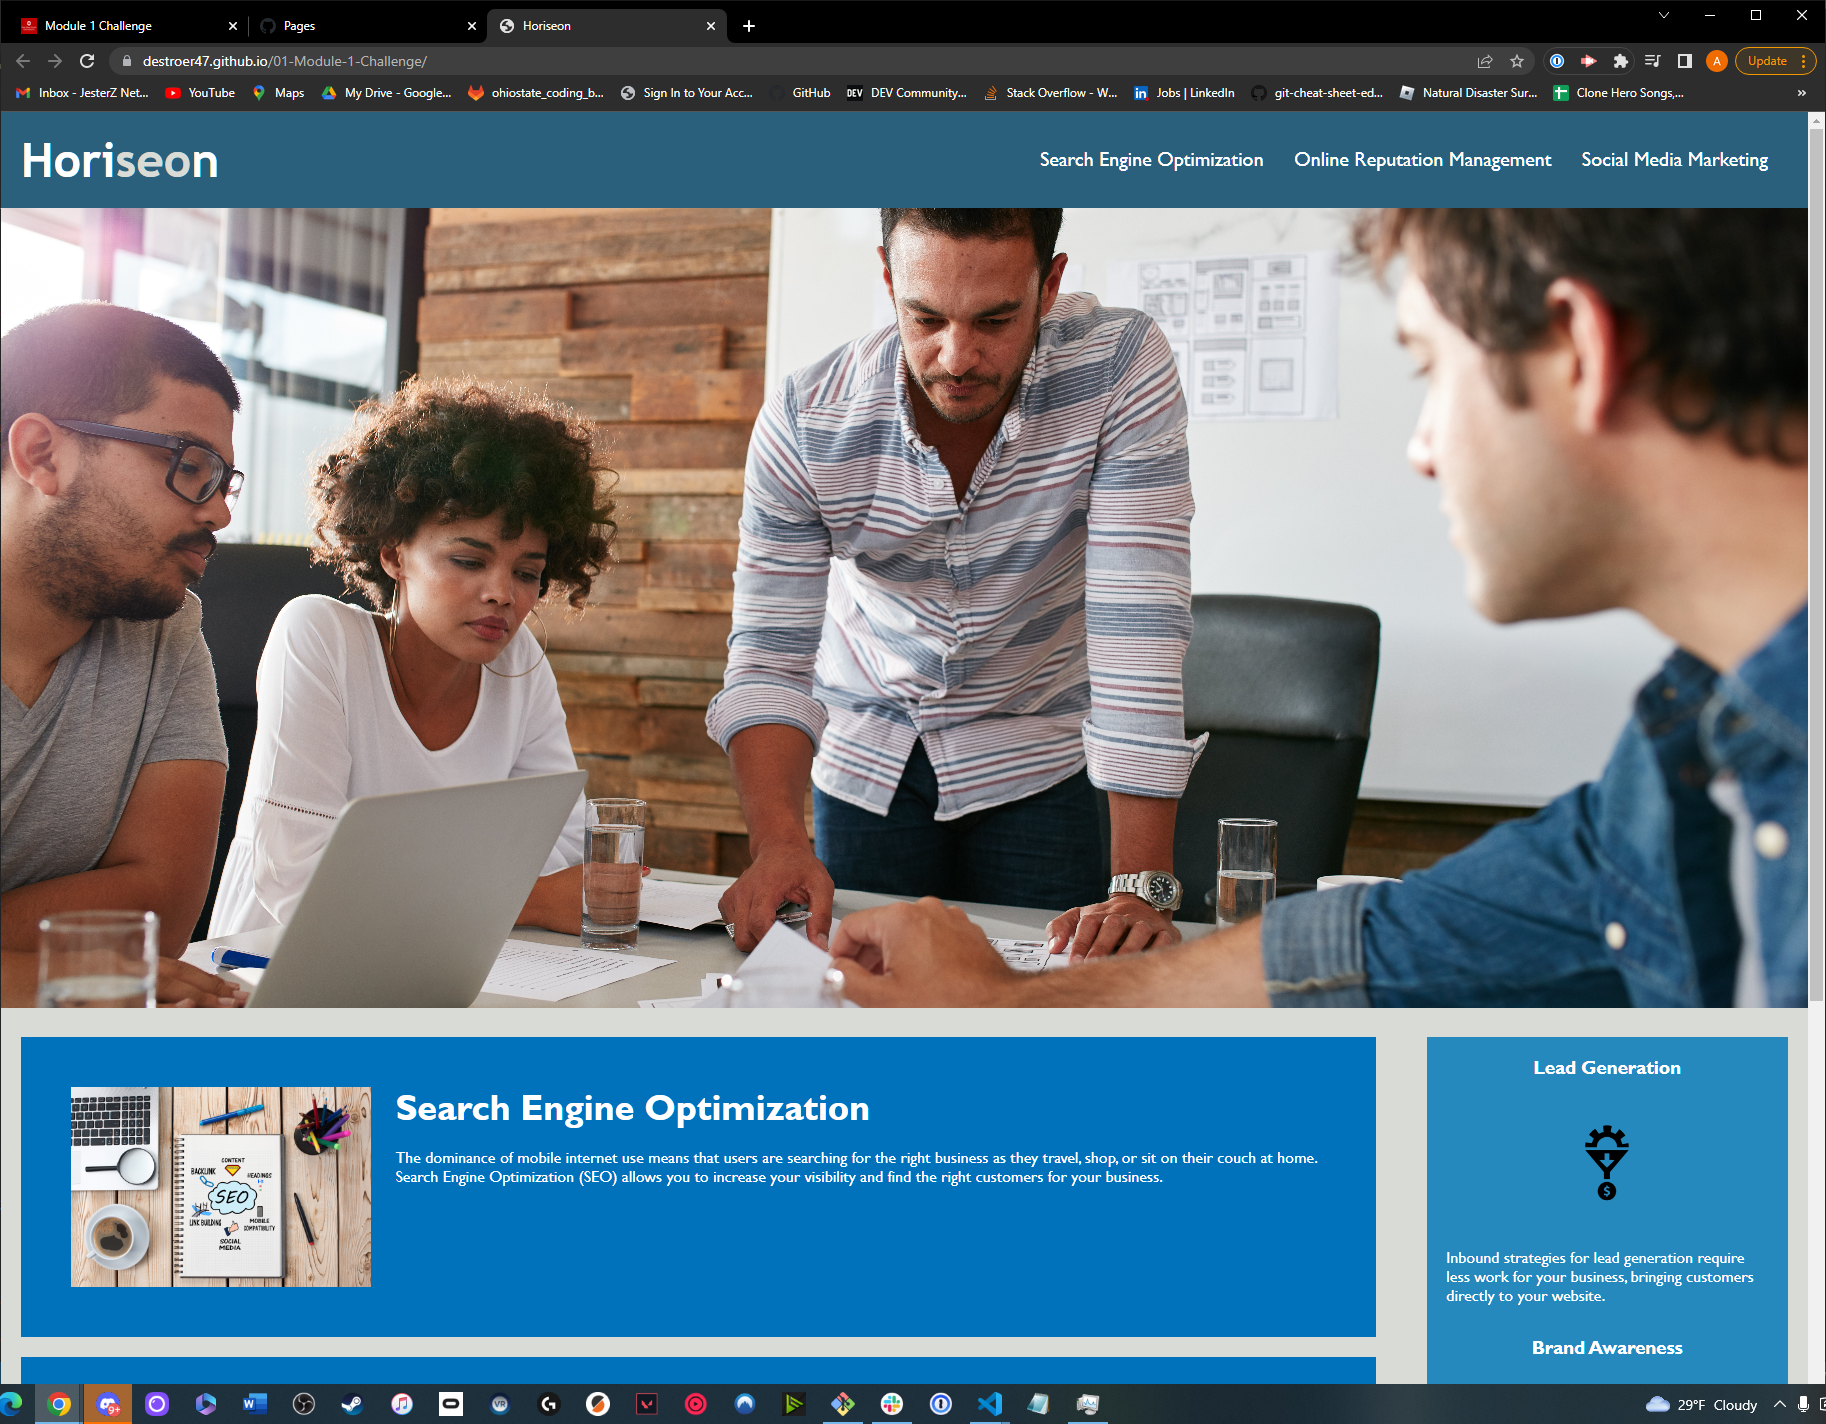 Module 1 Challenge
Pages
Horiseon
destroer47.github.io/01-Module-1-Challenge/
A
Update
Inbox - JesterZ Net...
YouTube
Maps
My Drive - Google...
ohiostate_coding_b...
Sign In to Your Acc...
GitHub
DEV
DEV Community...
Stack Overflow - W...
in
Jobs | LinkedIn
git-cheat-sheet-ed...
Natural Disaster Sur...
Clone Hero Songs,...
»
Horiseon
Search Engine Optimization
Online Reputation Management
Social Media Marketing
Search Engine Optimization
The dominance of mobile internet use means that users are searching for the right business as they travel, shop, or sit on their couch at home.
Search Engine Optimization (SEO) allows you to increase your visibility and find the right customers for your business.
CONTENT
BACKLINK
HEADINGS
SEO
LINK BUILDING
MOBILE
COMPATIBILITY
SOCIAL
MEDIA
Lead Generation
$
Inbound strategies for lead generation require
less work for your business, bringing customers
directly to your website.
Brand Awareness
9+
W
VR
G
29°F Cloudy